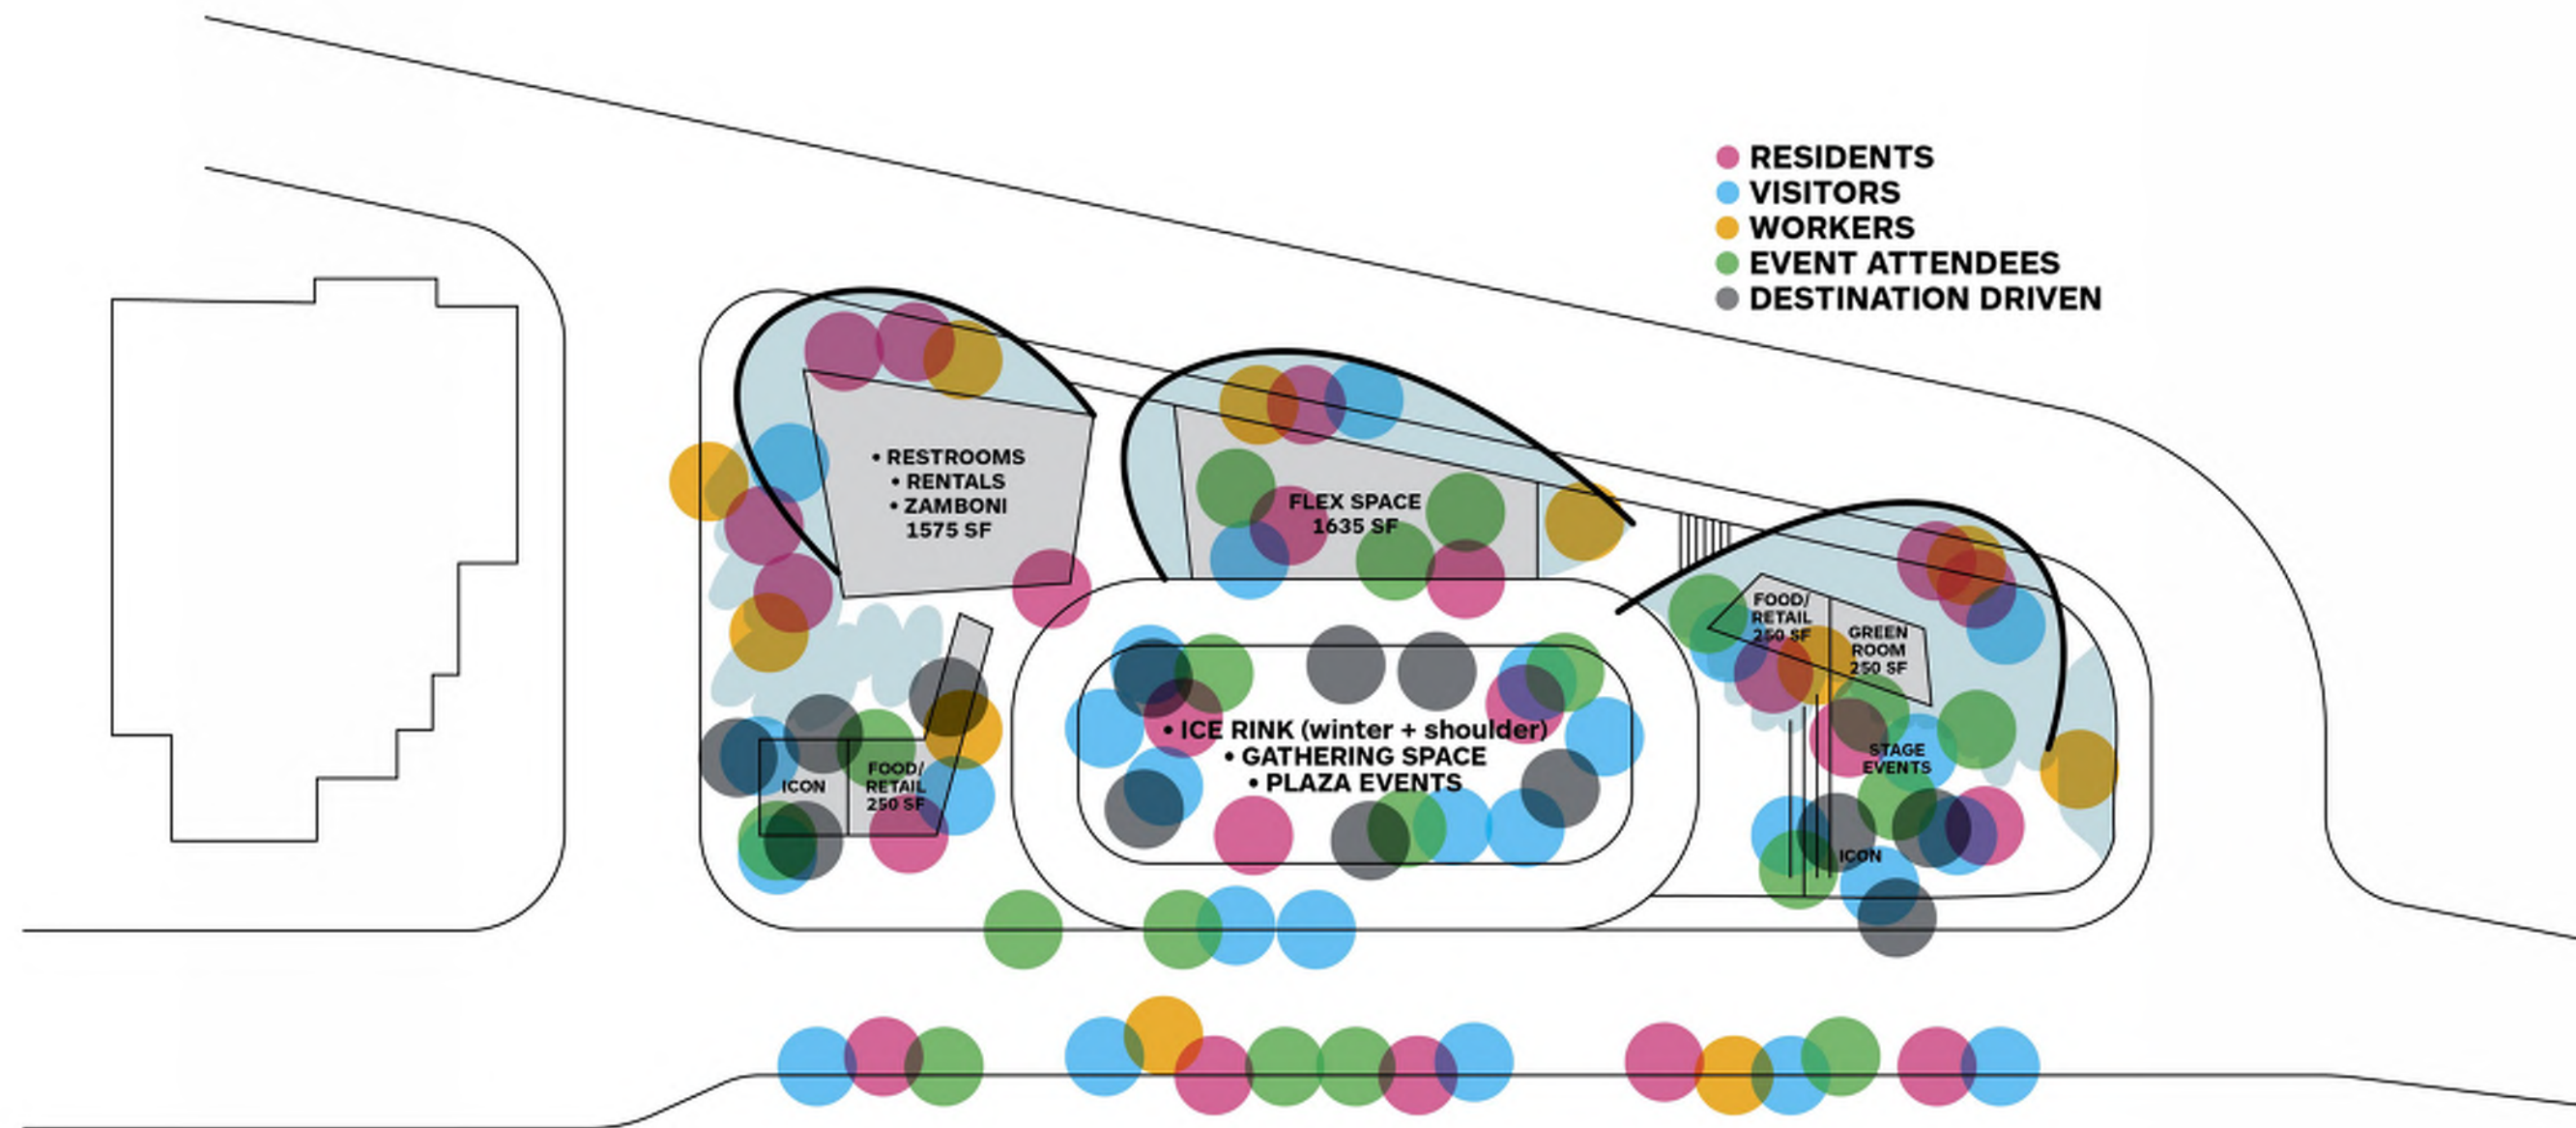 RESIDENTS
VISITORS
WORKERS
EVENT ATTENDEES
DESTINATION DRIVEN
• RESTROOMS
• RENTALS
• ZAMBONI
1575 SF
FLEX SPACE
1635 SF
FOOD/
RETAIL
250 SF
GREEN
ROOM
250 SF
• ICE RINK (winter + shoulder)
• GATHERING SPACE
• PLAZA EVENTS
STAGE
EVENTS
ICON
FOOD/
RETAIL
250 SF
ICON